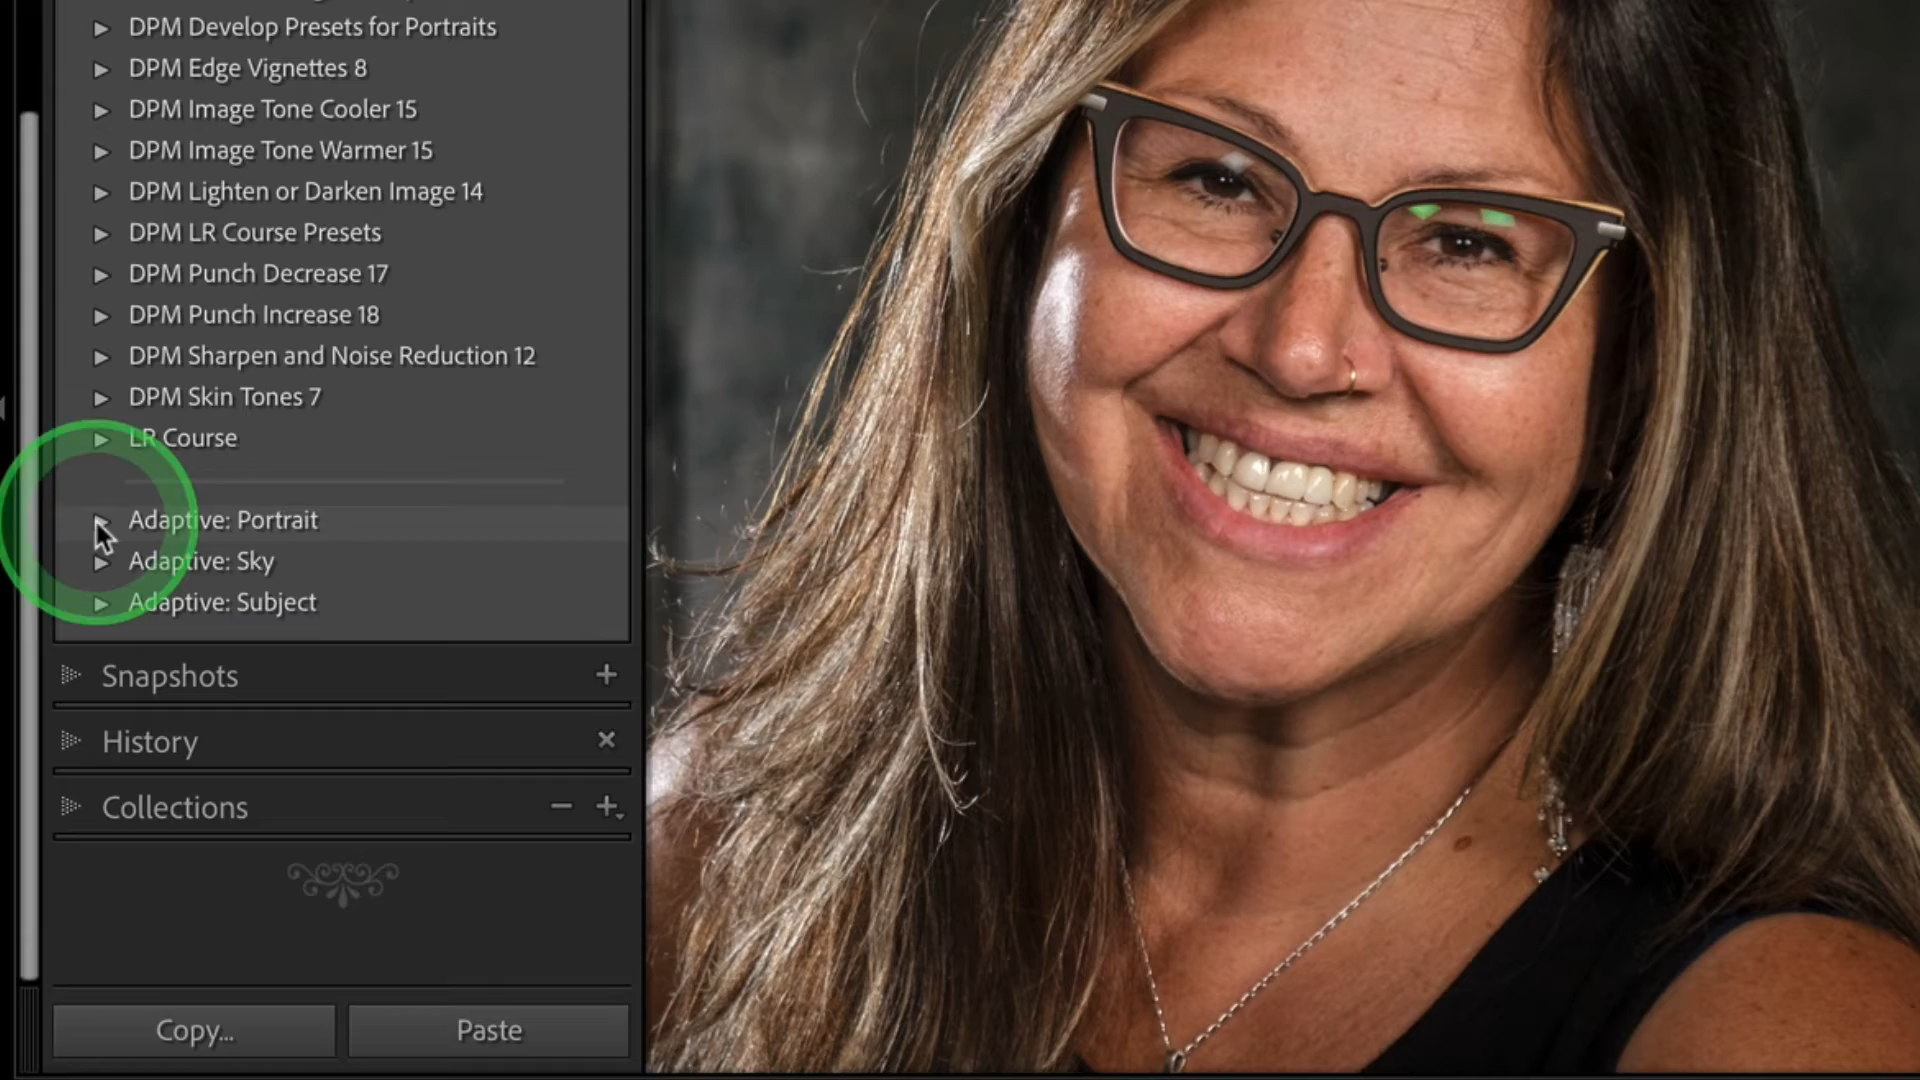 DPM Develop Presets for Portraits
DPM Edge Vignettes 8
DPM Image Tone Cooler 15
DPM Image Tone Warmer 15
DPM Lighten or Darken Image 14
DPM LR Course Presets
DPM Punch Decrease 17
DPM Punch Increase 18
DPM Sharpen and Noise Reduction 12
DPM Skin Tones 7
LR Course
Adaptive: Portrait
Adaptive: Sky
Adaptive: Subject
Snapshots
History
Collections
Copy...
Paste